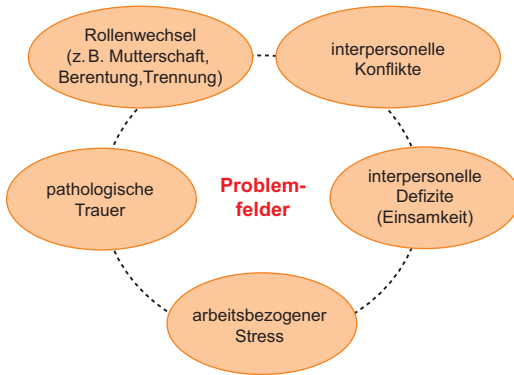 Rollenwechsel
(z. B. Mutterschaft,
Berentung,Trennung)
interpersonelle
Konflikte
pathologische
Trauer
Problem-
felder
interpersonelle
Defizite
(Einsamkeit)
arbeitsbezogener
Stress